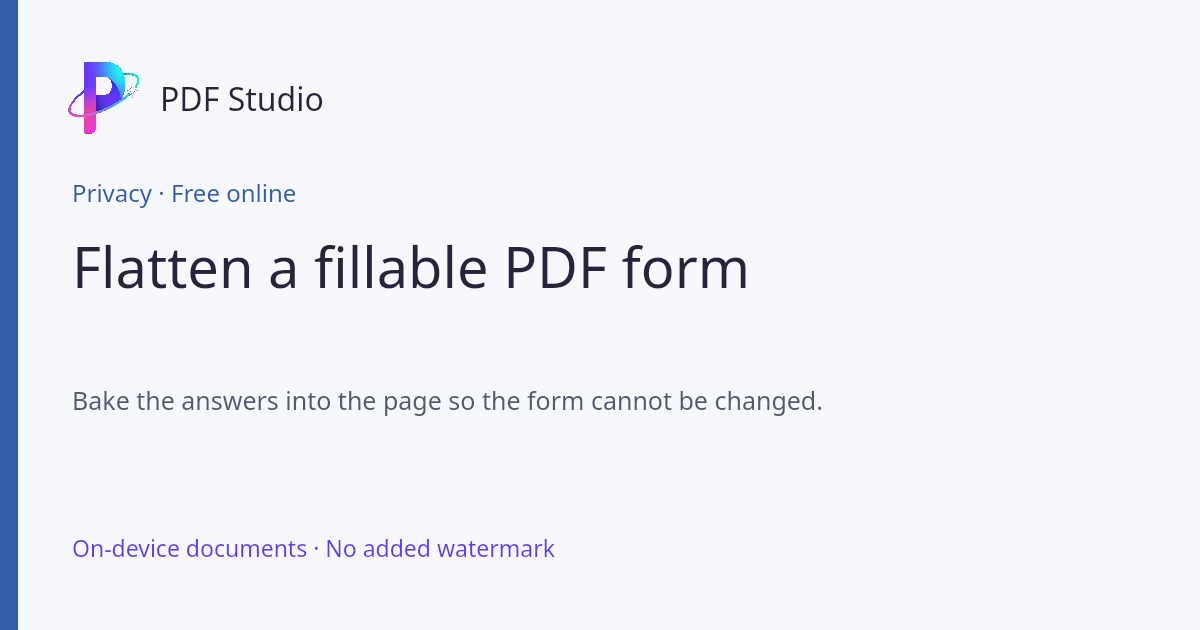 PDF Studio
Privacy · Free online
Flatten a fillable PDF form
Bake the answers into the page so the form cannot be changed.
On-device documents · No added watermark